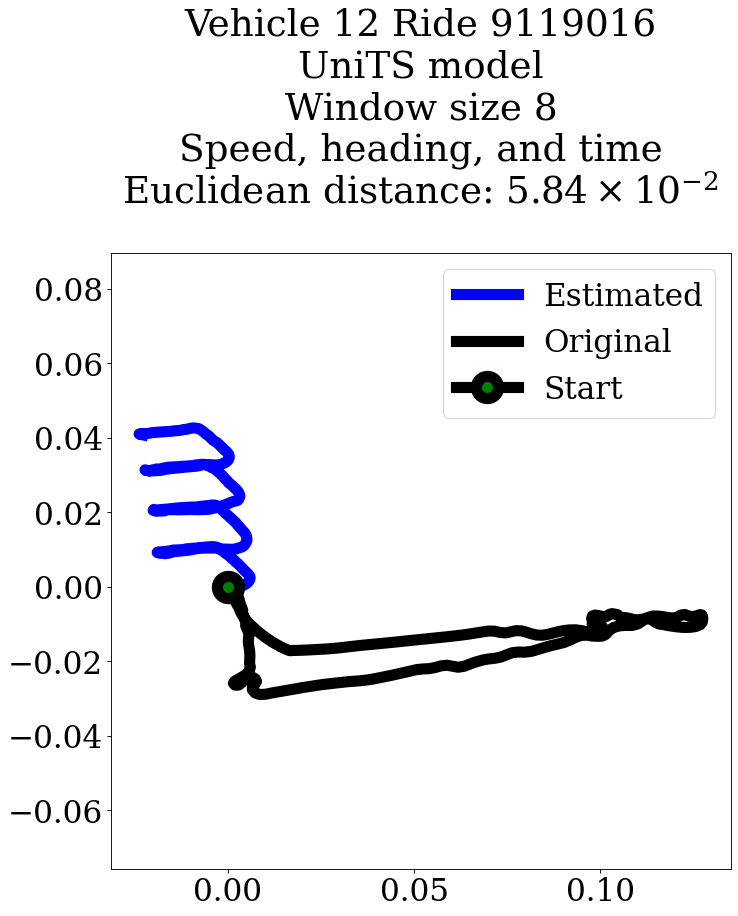 Vehicle 12 Ride 9119016
UniTS model
Window size 8
Speed, heading, and time
Euclidean distance: 5.84 × 10⁻²
Estimated
Original
Start
0.08
0.06
0.04
0.02
0.00
−0.02
−0.04
−0.06
0.00 0.05 0.10